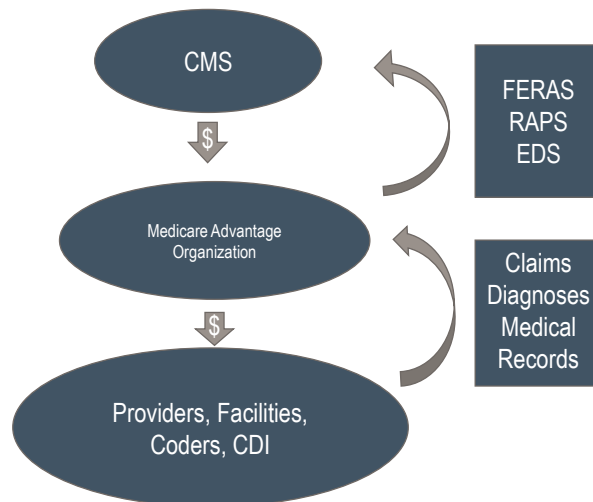 CMS
FERAS
RAPS
EDS
$
Medicare Advantage
Organization
Claims
Diagnoses
Medical
Records
$
Providers, Facilities,
Coders, CDI